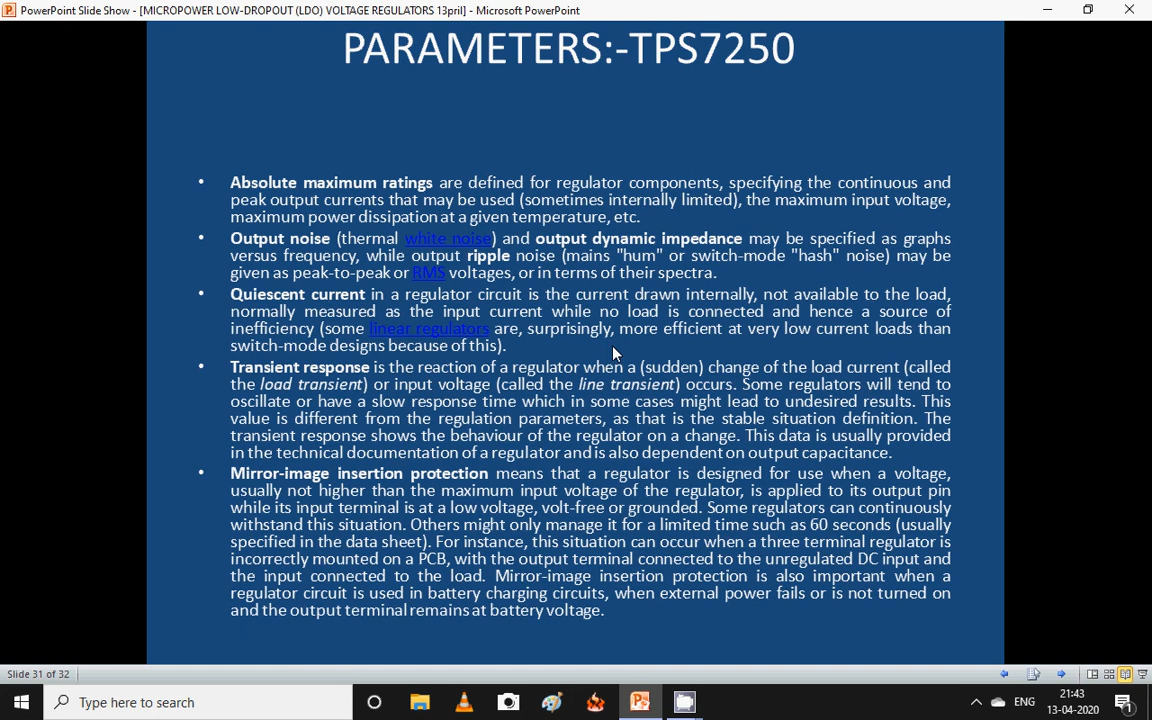 PowerPoint Slide Show - [MICROPOWER LOW-DROPOUT (LDO) VOLTAGE REGULATORS 13pril] - Microsoft PowerPoint
PARAMETERS:-TPS7250
• Absolute maximum ratings are defined for regulator components, specifying the continuous and
peak output currents that may be used (sometimes internally limited), the maximum input voltage,
maximum power dissipation at a given temperature, etc.
• Output noise (thermal white noise) and output dynamic impedance may be specified as graphs
versus frequency, while output ripple noise (mains "hum" or switch-mode "hash" noise) may be
given as peak-to-peak or RMS voltages, or in terms of their spectra.
• Quiescent current in a regulator circuit is the current drawn internally, not available to the load,
normally measured as the input current while no load is connected and hence a source of
inefficiency (some linear regulators are, surprisingly, more efficient at very low current loads than
switch-mode designs because of this).
• Transient response is the reaction of a regulator when a (sudden) change of the load current (called
the load transient) or input voltage (called the line transient) occurs. Some regulators will tend to
oscillate or have a slow response time which in some cases might lead to undesired results. This
value is different from the regulation parameters, as that is the stable situation definition. The
transient response shows the behaviour of the regulator on a change. This data is usually provided
in the technical documentation of a regulator and is also dependent on output capacitance.
• Mirror-image insertion protection means that a regulator is designed for use when a voltage,
usually not higher than the maximum input voltage of the regulator, is applied to its output pin
while its input terminal is at a low voltage, volt-free or grounded. Some regulators can continuously
withstand this situation. Others might only manage it for a limited time such as 60 seconds (usually
specified in the data sheet). For instance, this situation can occur when a three terminal regulator is
incorrectly mounted on a PCB, with the output terminal connected to the unregulated DC input and
the input connected to the load. Mirror-image insertion protection is also important when a
regulator circuit is used in battery charging circuits, when external power fails or is not turned on
and the output terminal remains at battery voltage.
Slide 31 of 32
Type here to search
ENG
21:43
13-04-2020
1